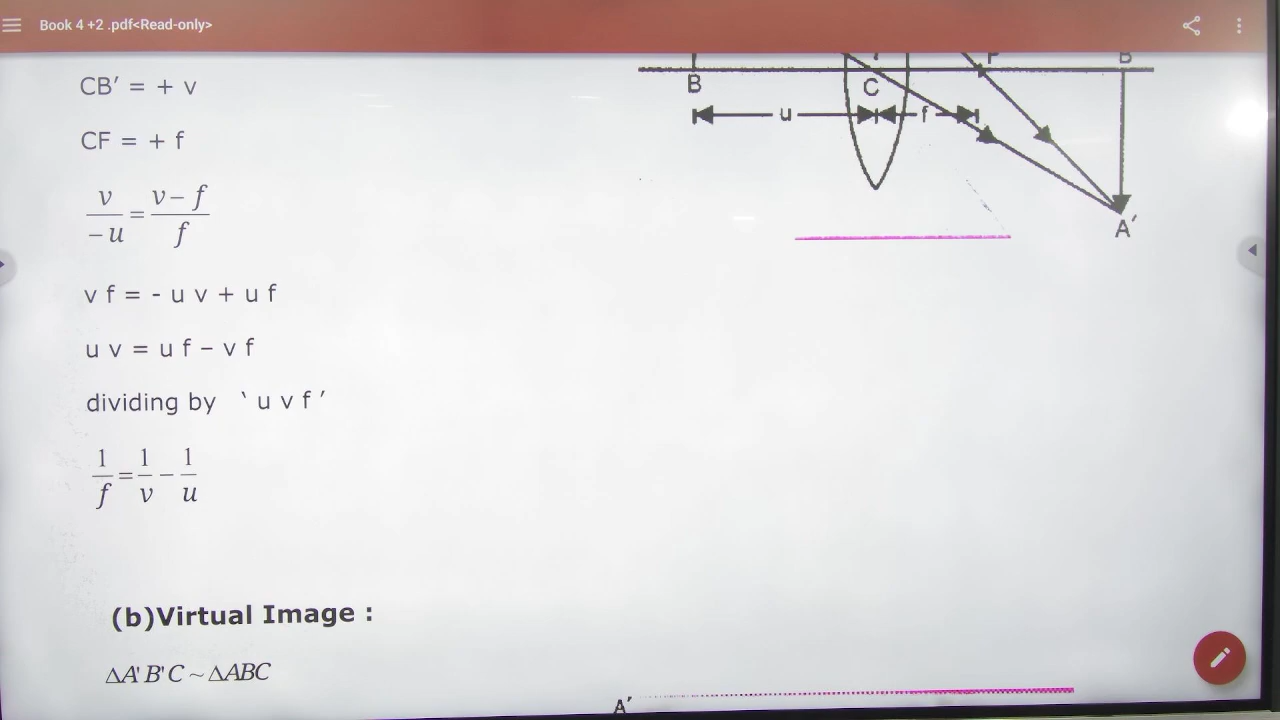 Book 4 +2 .pdf<Read-only>
CB′ = + v
CF = + f
v / −u = v − f / f
v f = - u v + u f
u v = u f – v f
dividing by ‘ u v f ’
1 / f = 1 / v − 1 / u
(b)Virtual Image :
ΔA' B' C ~ ΔABC
B
C
u
f
A′
A′